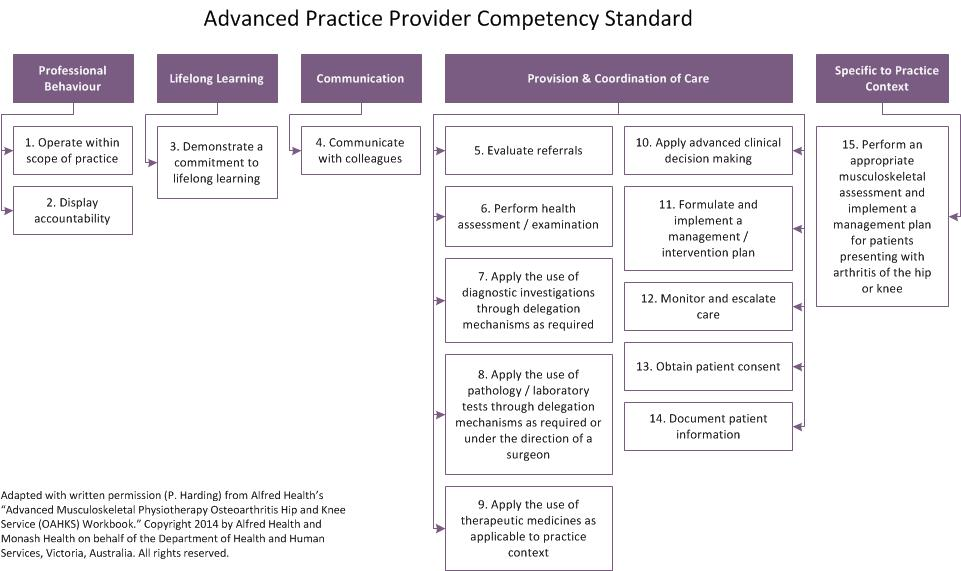 Advanced Practice Provider Competency Standard
Professional
Behaviour
1. Operate within
scope of practice
2. Display
accountability
Lifelong Learning
3. Demonstrate a
commitment to
lifelong learning
Communication
4. Communicate
with colleagues
Provision & Coordination of Care
5. Evaluate referrals
6. Perform health
assessment / examination
7. Apply the use of
diagnostic investigations
through delegation
mechanisms as required
8. Apply the use of
pathology / laboratory
tests through delegation
mechanisms as required or
under the direction of a
surgeon
9. Apply the use of
therapeutic medicines as
applicable to practice
context
10. Apply advanced clinical
decision making
11. Formulate and
implement a
management /
intervention plan
12. Monitor and escalate
care
13. Obtain patient consent
14. Document patient
information
Specific to Practice
Context
15. Perform an
appropriate
musculoskeletal
assessment and
implement a
management plan
for patients
presenting with
arthritis of the hip
or knee
Adapted with written permission (P. Harding) from Alfred Health's
"Advanced Musculoskeletal Physiotherapy Osteoarthritis Hip and Knee
Service (OAHKS) Workbook." Copyright 2014 by Alfred Health and
Monash Health on behalf of the Department of Health and Human
Services, Victoria, Australia. All rights reserved.